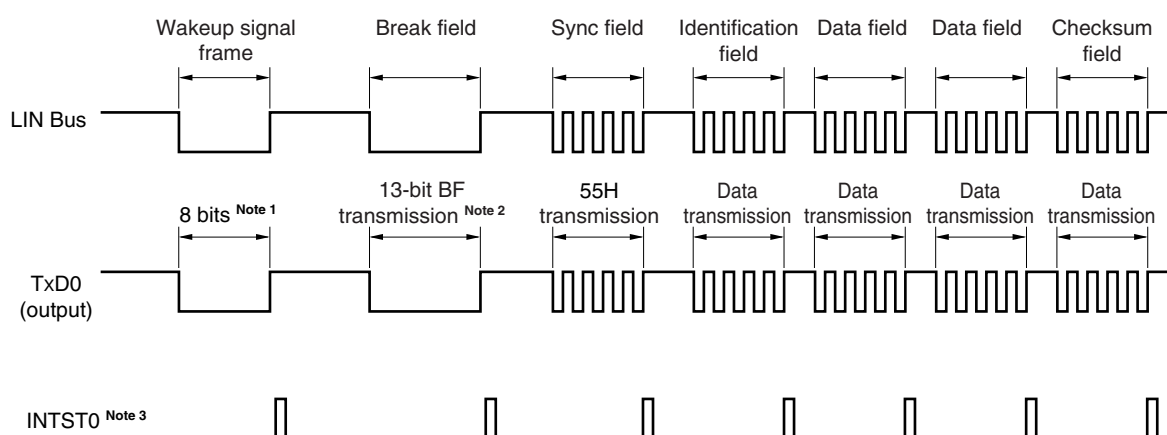 Wakeup signal frame
Break field
Sync field
Identification field
Data field
Data field
Checksum field
LIN Bus
8 bits Note 1
13-bit BF transmission Note 2
55H transmission
Data transmission
Data transmission
Data transmission
Data transmission
TxD0 (output)
INTST0 Note 3